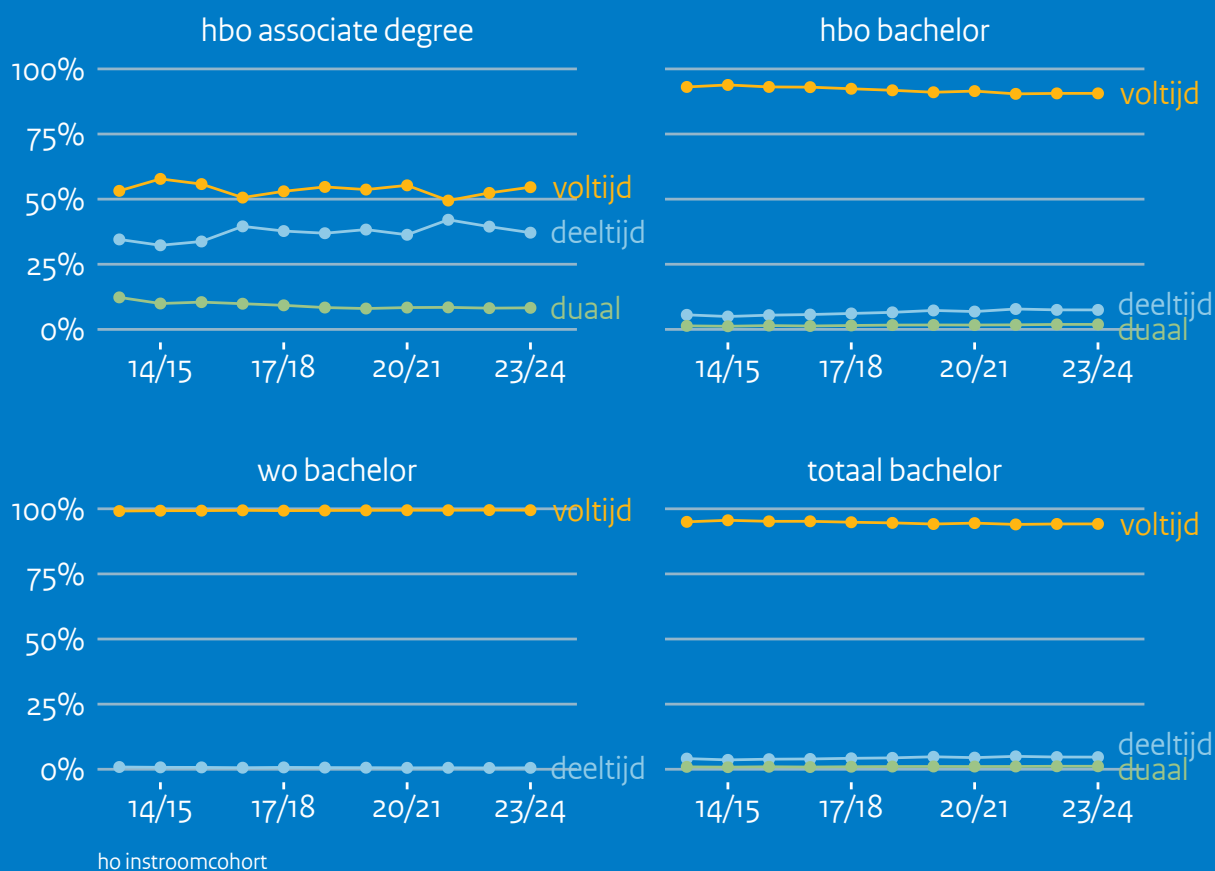 hbo associate degree
hbo bachelor
100%
75%
50%
25%
0%
voltijd
deeltijd
duaal
voltijd
deeltijd
duaal
14/15 17/18 20/21 23/24
14/15 17/18 20/21 23/24
wo bachelor
totaal bachelor
100%
75%
50%
25%
0%
voltijd
deeltijd
voltijd
deeltijd
duaal
14/15 17/18 20/21 23/24
14/15 17/18 20/21 23/24
ho instroomcohort